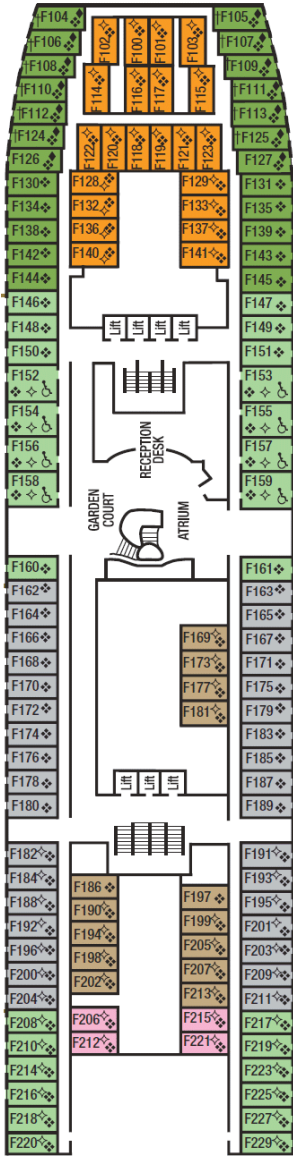 †F104 †F105
†F106 F102 F100 F101 F103 †F107
†F108 †F109
†F110 F114 F116 F117 F115 †F111
†F112 †F113
†F124 †F125
F126 F122 F120 F118 F119 F121 F123 F127
F130 F128 F129 F131
F134 F132 F133 F135
F138 F136 F137 F139
F142 F140 F141 F143
F144 F145
F146 F147
F148 Lift Lift Lift Lift F149
F150 F151
F152 F153
F154 F155
F156 RECEPTION DESK F157
F158 F159
GARDEN COURT ATRIUM
F160 F161
F162 F163
F164 F165
F166 F169 F167
F168 F173 F171
F170 F177 F175
F172 F181 F179
F174 F183
F176 F185
F178 Lift Lift Lift F187
F180 F189
F182 F191
F184 F186 F193
F188 F190 F197 F195
F192 F194 F199 F201
F196 F198 F205 F203
F200 F202 F207 F209
F204 F213 F211
F208 F206 F215 F217
F210 F212 F221 F219
F214 F223
F216 F225
F218 F227
F220 F229